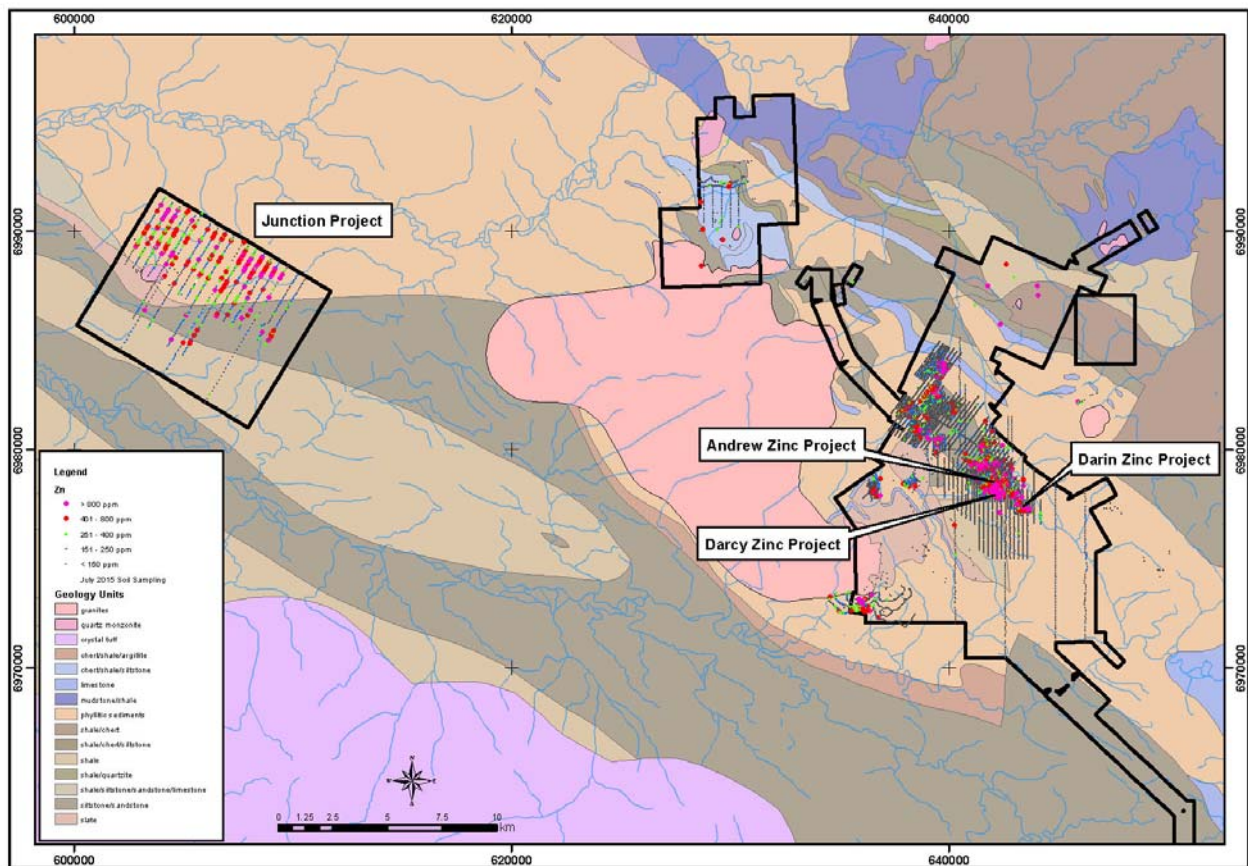 600000
620000
640000
6990000
6990000
Junction Project
Andrew Zinc Project
Darin Zinc Project
Darcy Zinc Project
6980000
6980000
6970000
6970000
Legend
Zn
> 800 ppm
401 - 800 ppm
251 - 400 ppm
151 - 250 ppm
< 150 ppm
July 2015 Soil Sampling
Geology Units
granites
quartz monzonite
crystal tuff
chert/shale/argillite
chert/shale/siltstone
limestone
mudstone/shale
phyllitic sediments
shale/chert
shale/chert/siltstone
shale
shale/quartzite
shale/siltstone/sandstone/limestone
siltstone/sandstone
slate
N
W
E
S
0 1.25 2.5 5 7.5 10
km
600000
620000
640000